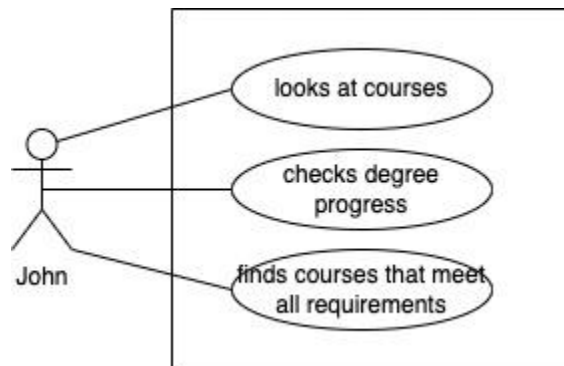 looks at courses
checks degree
progress
John
finds courses that meet
all requirements